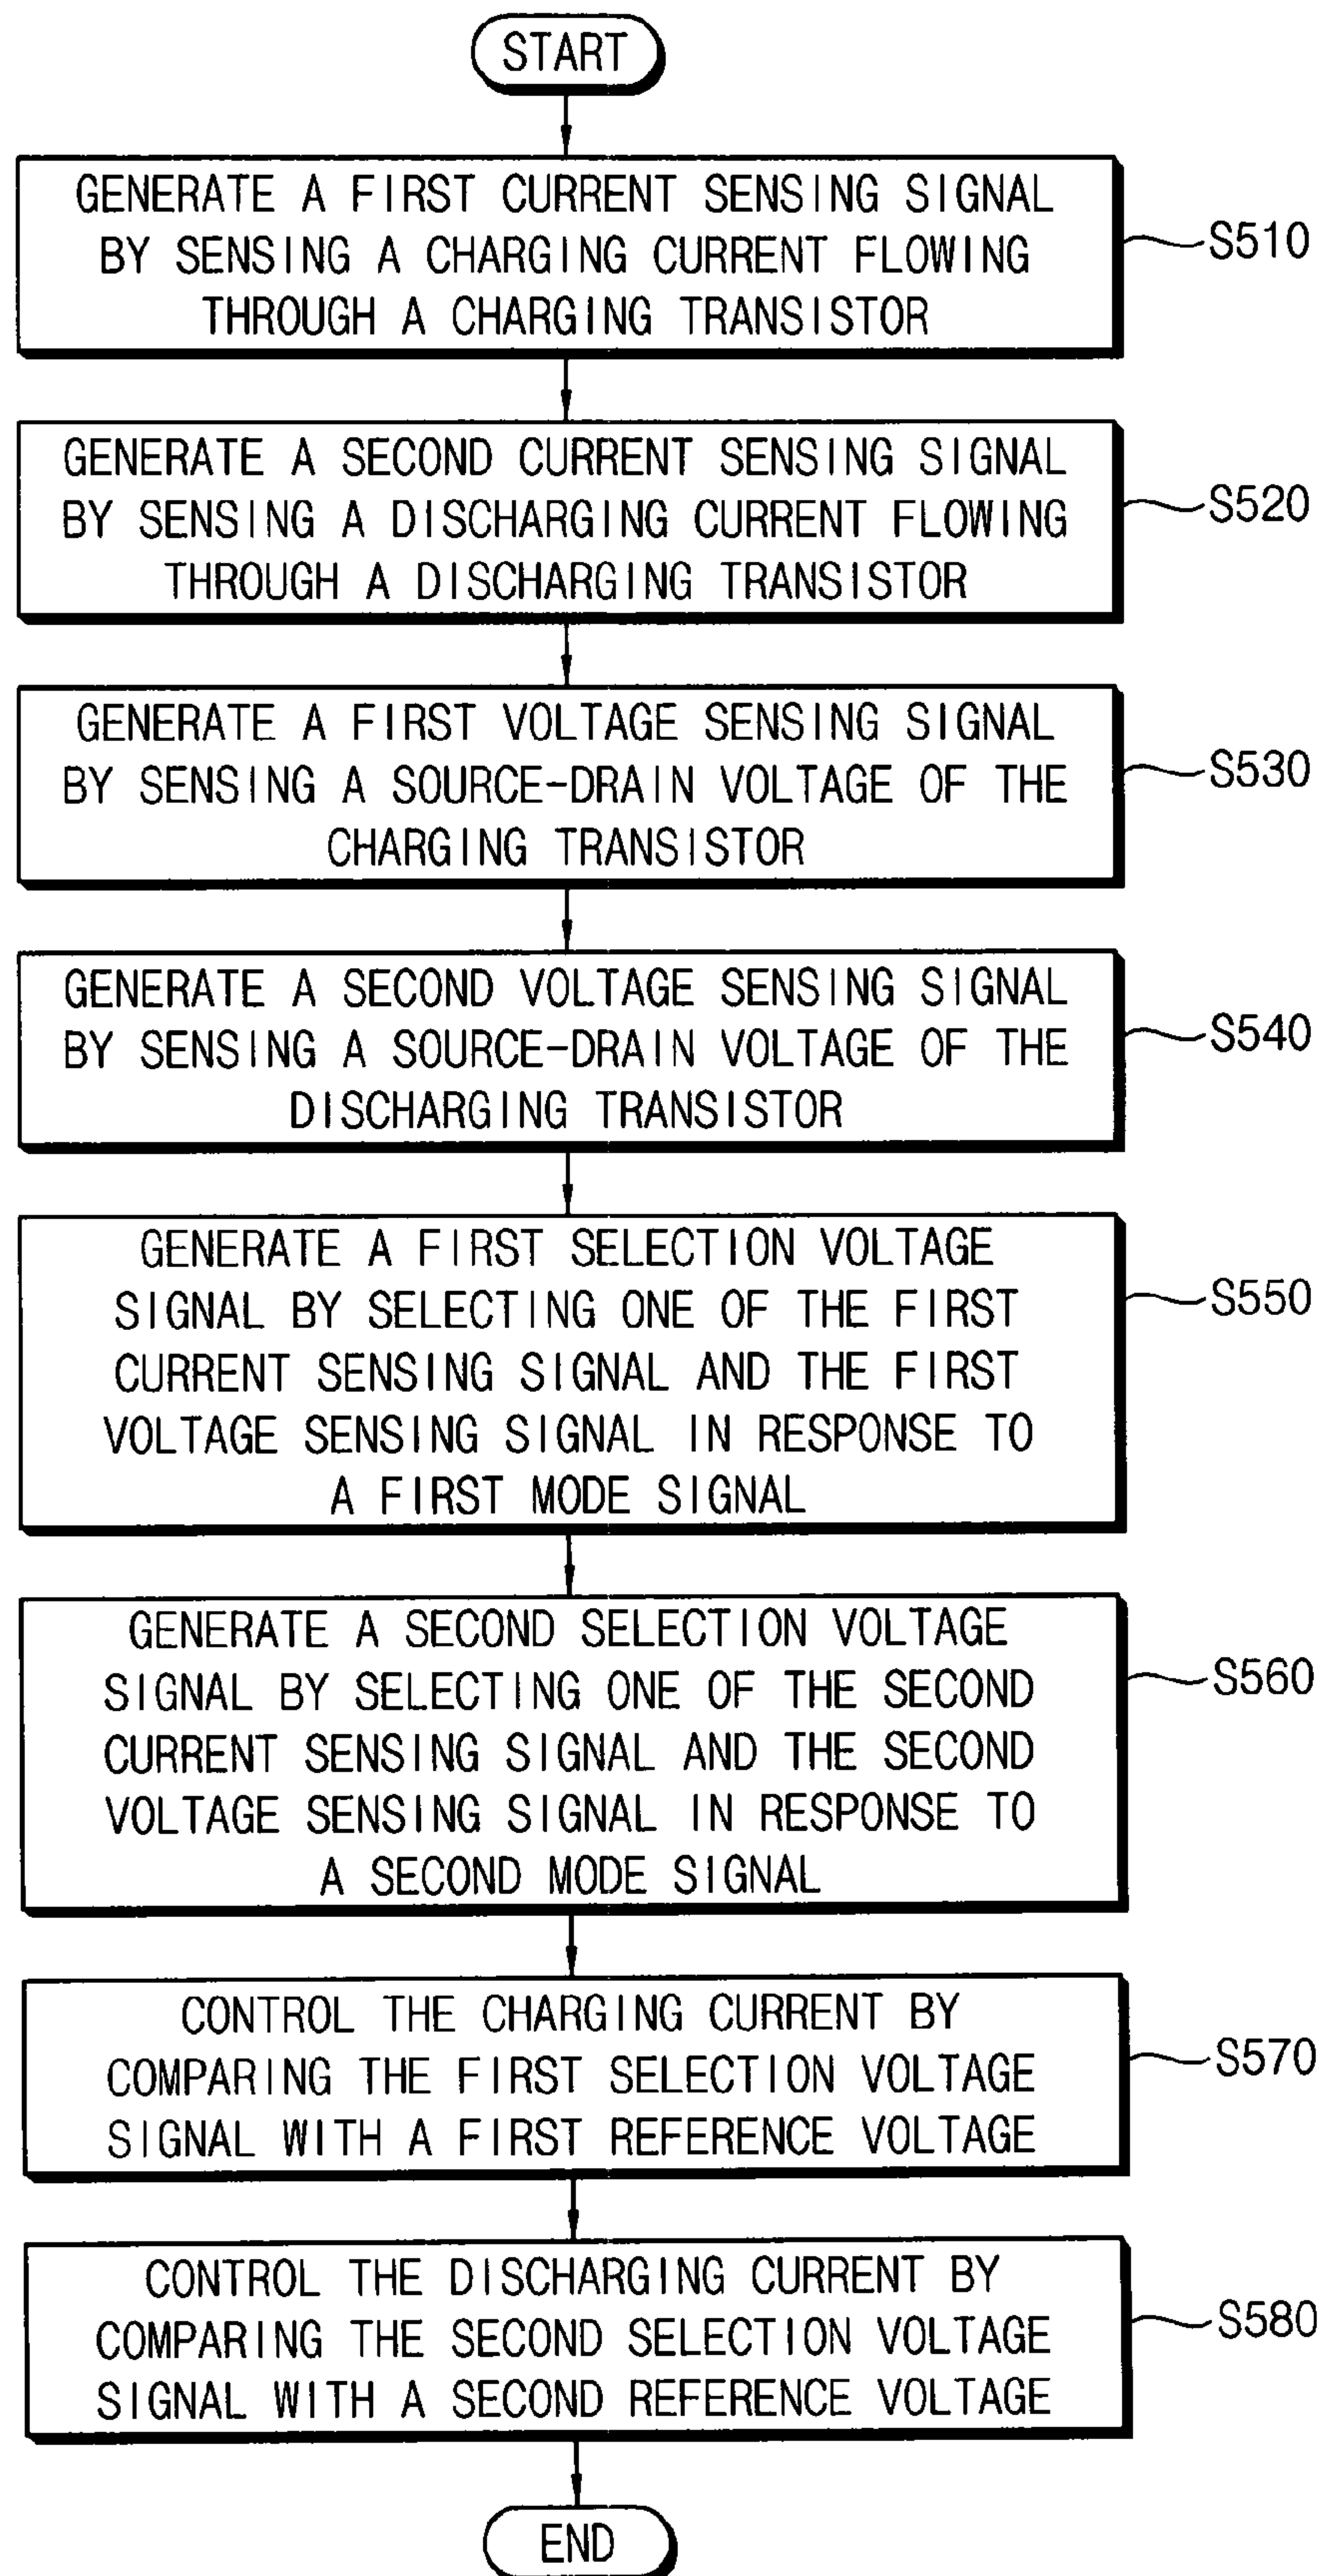 START
GENERATE A FIRST CURRENT SENSING SIGNAL
BY SENSING A CHARGING CURRENT FLOWING
THROUGH A CHARGING TRANSISTOR
S510
GENERATE A SECOND CURRENT SENSING SIGNAL
BY SENSING A DISCHARGING CURRENT FLOWING
THROUGH A DISCHARGING TRANSISTOR
S520
GENERATE A FIRST VOLTAGE SENSING SIGNAL
BY SENSING A SOURCE-DRAIN VOLTAGE OF THE
CHARGING TRANSISTOR
S530
GENERATE A SECOND VOLTAGE SENSING SIGNAL
BY SENSING A SOURCE-DRAIN VOLTAGE OF THE
DISCHARGING TRANSISTOR
S540
GENERATE A FIRST SELECTION VOLTAGE
SIGNAL BY SELECTING ONE OF THE FIRST
CURRENT SENSING SIGNAL AND THE FIRST
VOLTAGE SENSING SIGNAL IN RESPONSE TO
A FIRST MODE SIGNAL
S550
GENERATE A SECOND SELECTION VOLTAGE
SIGNAL BY SELECTING ONE OF THE SECOND
CURRENT SENSING SIGNAL AND THE SECOND
VOLTAGE SENSING SIGNAL IN RESPONSE TO
A SECOND MODE SIGNAL
S560
CONTROL THE CHARGING CURRENT BY
COMPARING THE FIRST SELECTION VOLTAGE
SIGNAL WITH A FIRST REFERENCE VOLTAGE
S570
CONTROL THE DISCHARGING CURRENT BY
COMPARING THE SECOND SELECTION VOLTAGE
SIGNAL WITH A SECOND REFERENCE VOLTAGE
S580
END